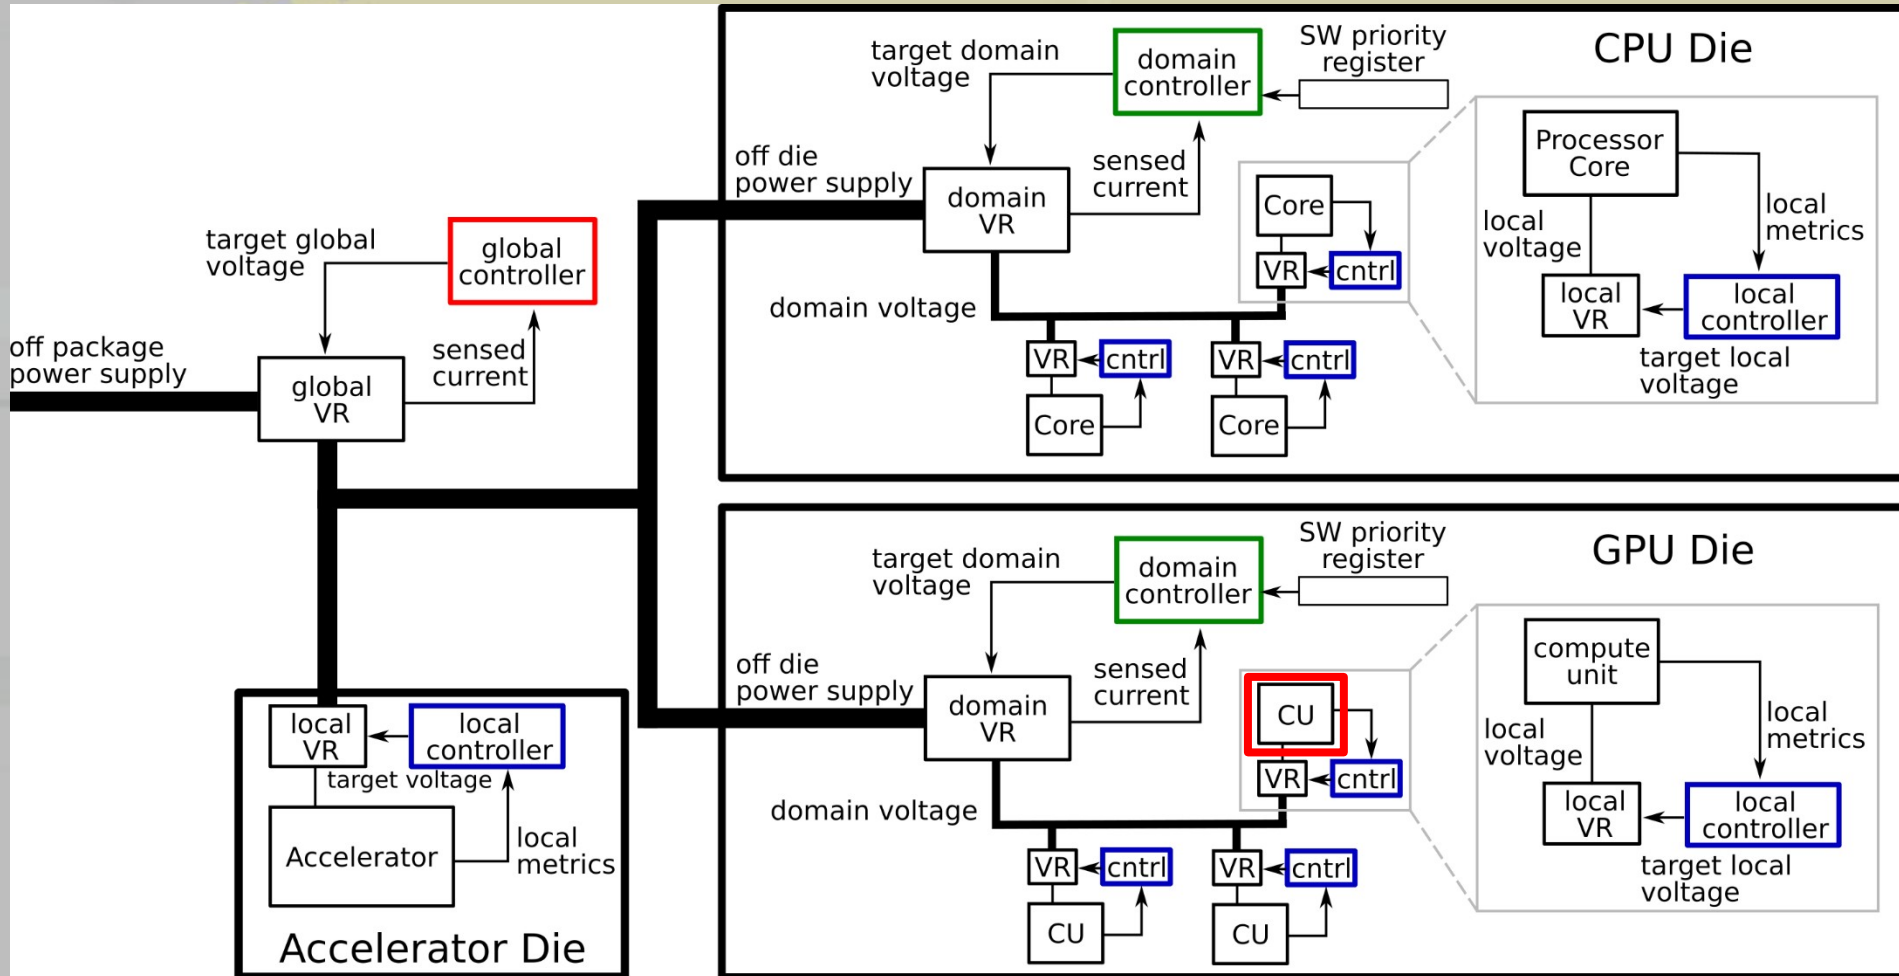 CPU Die
target domain
voltage
domain
controller
SW priority
register
off die
power supply
domain
VR
sensed
current
domain voltage
Core
VR
cntrl
VR
cntrl
Core
VR
cntrl
Core
Processor
Core
local
voltage
local
metrics
local
VR
local
controller
target local
voltage
target global
voltage
global
controller
off package
power supply
global
VR
sensed
current
GPU Die
target domain
voltage
domain
controller
SW priority
register
off die
power supply
domain
VR
sensed
current
domain voltage
CU
VR
cntrl
VR
cntrl
CU
VR
cntrl
CU
compute
unit
local
voltage
local
metrics
local
VR
local
controller
target local
voltage
local
VR
local
controller
target voltage
Accelerator
local
metrics
Accelerator Die